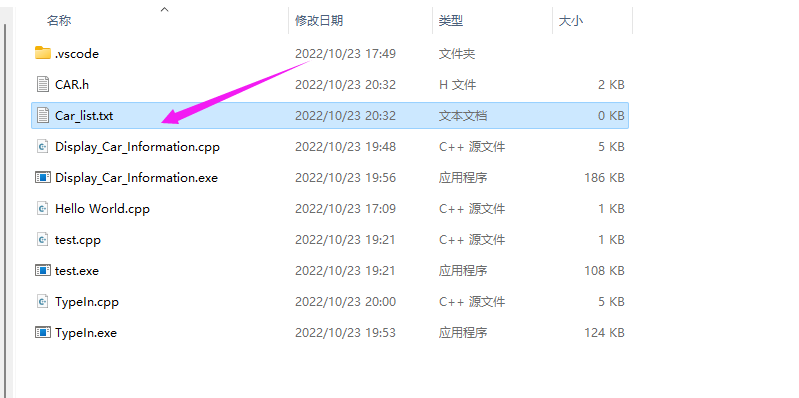 名称 修改日期 类型 大小
.vscode 2022/10/23 17:49 文件夹
CAR.h 2022/10/23 20:32 H 文件 2 KB
Car_list.txt 2022/10/23 20:32 文本文档 0 KB
Display_Car_Information.cpp 2022/10/23 19:48 C++ 源文件 5 KB
Display_Car_Information.exe 2022/10/23 19:56 应用程序 186 KB
Hello World.cpp 2022/10/23 17:09 C++ 源文件 1 KB
test.cpp 2022/10/23 19:21 C++ 源文件 1 KB
test.exe 2022/10/23 19:21 应用程序 108 KB
TypeIn.cpp 2022/10/23 20:00 C++ 源文件 5 KB
TypeIn.exe 2022/10/23 19:53 应用程序 124 KB